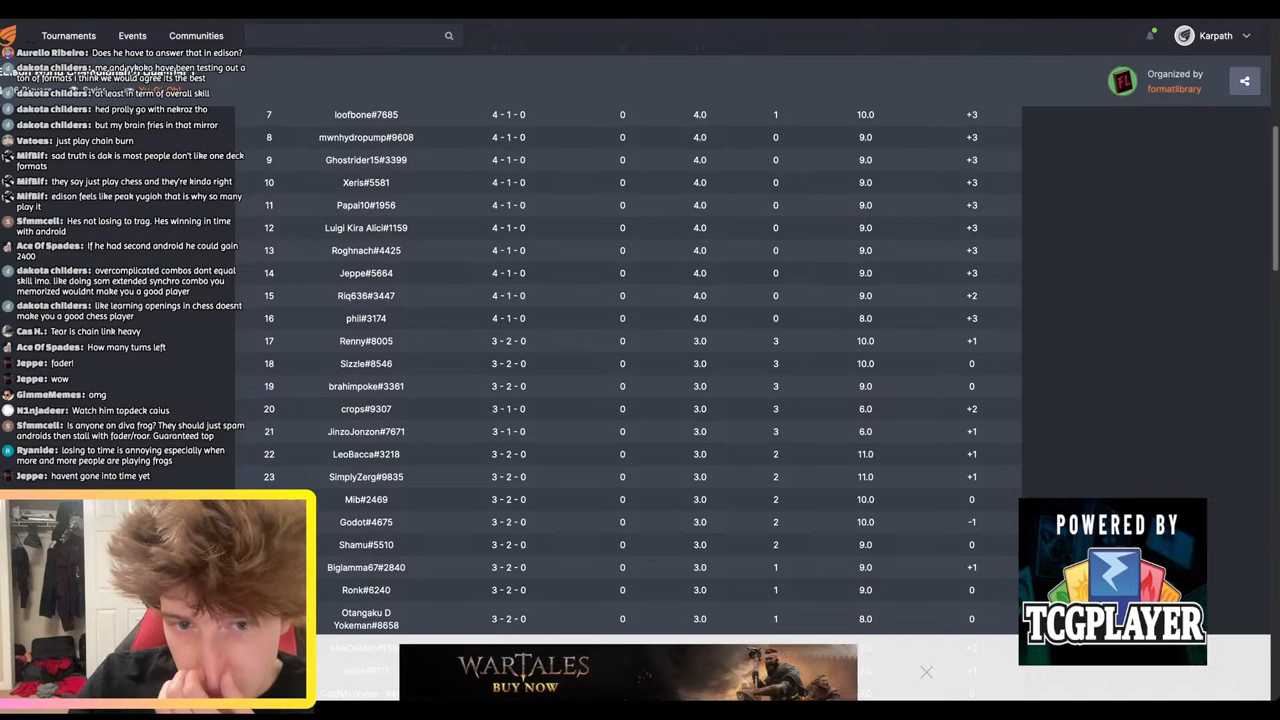 Tournaments Events Communities
Karpath
Aurelio Ribeiro: Does he have to answer that in edison?
dakota childers: me and rykoko have been testing out a
ton of formats i think we would agree its the
best
dakota childers: at least in term of overall skill
dakota childers: hed prolly go with nekroz tho
dakota childers: but my brain fries in that mirror
Vatoes: just play chain burn
MifBif: sad truth is dak is most people don't like one deck
formats
MifBif: they say just play chess and they're kinda right
MifBif: edison feels like peak yugioh that is why so many
play it
Sfmmcell: Hes not losing to trag. Hes winning in time
with android
Ace Of Spades: If he had second android he could gain
2400
dakota childers: overcomplicated combos dont equal
skill imo. like doing som extended synchro combo you
memorized wouldnt make you a good player
dakota childers: like learning openings in chess doesnt
make you a good chess player
Cas H.: Tear is chain link heavy
Ace Of Spades: How many turns left
Jeppe: fader!
Jeppe: wow
GimmeMemes: omg
N1njadeer: Watch him topdeck caius
Sfmmcell: Is anyone on diva frog? They should just spam
androids then stall with fader/roar. Guaranteed top
Ryanide: losing to time is annoying especially when
more and more people are playing frogs
Jeppe: havent gone into time yet
Organized by
formatlibrary
7 loofbone#7685 4 - 1 - 0 0 4.0 1 10.0 +3
8 mwnhydropump#9608 4 - 1 - 0 0 4.0 0 9.0 +3
9 Ghostrider15#3399 4 - 1 - 0 0 4.0 0 9.0 +3
10 Xeris#5581 4 - 1 - 0 0 4.0 0 9.0 +3
11 Papai10#1956 4 - 1 - 0 0 4.0 0 9.0 +3
12 Luigi Kira Alici#1159 4 - 1 - 0 0 4.0 0 9.0 +3
13 Roghnach#4425 4 - 1 - 0 0 4.0 0 9.0 +3
14 Jeppe#5664 4 - 1 - 0 0 4.0 0 9.0 +3
15 Riq636#3447 4 - 1 - 0 0 4.0 0 9.0 +2
16 phil#3174 4 - 1 - 0 0 4.0 0 8.0 +3
17 Renny#8005 3 - 2 - 0 0 3.0 3 10.0 +1
18 Sizzle#8546 3 - 2 - 0 0 3.0 3 10.0 0
19 brahimpoke#3361 3 - 2 - 0 0 3.0 3 9.0 0
20 crops#9307 3 - 1 - 0 0 3.0 3 6.0 +2
21 JinzoJonzon#7671 3 - 1 - 0 0 3.0 3 6.0 +1
22 LeoBacca#3218 3 - 2 - 0 0 3.0 2 11.0 +1
23 SimplyZerg#9835 3 - 2 - 0 0 3.0 2 11.0 +1
Mib#2469 3 - 2 - 0 0 3.0 2 10.0 0
Godot#4675 3 - 2 - 0 0 3.0 2 10.0 -1
Shamu#5510 3 - 2 - 0 0 3.0 2 9.0 0
Biglamma67#2840 3 - 2 - 0 0 3.0 1 9.0 +1
Ronk#6240 3 - 2 - 0 0 3.0 1 9.0 0
Otangaku D
Yokeman#8658 3 - 2 - 0 0 3.0 1 8.0 0
+2
+1
WARTALES
BUY NOW
POWERED BY
TCGPLAYER